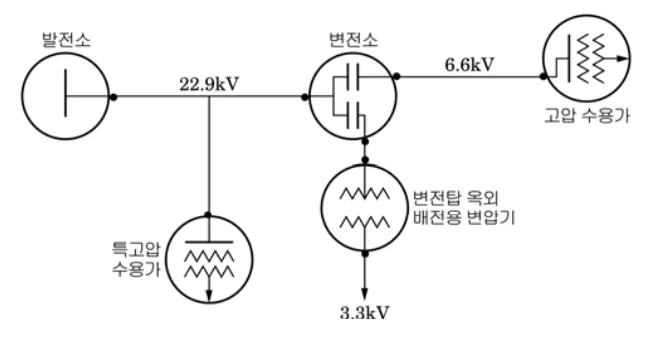 발전소
변전소
22.9kV
6.6kV
고압 수용가
변전탑 옥외
배전용 변압기
특고압
수용가
3.3kV